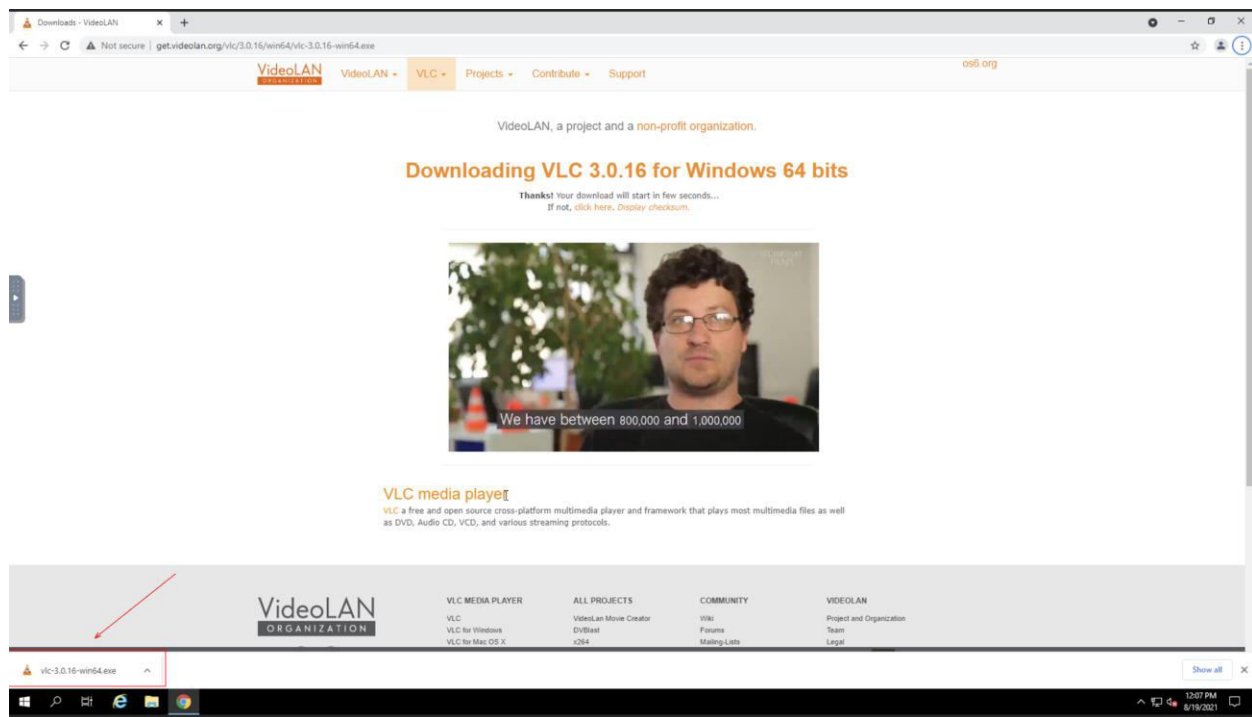 Downloads - VideoLAN
Not secure | get.videolan.org/vlc/3.0.16/win64/vlc-3.0.16-win64.exe
VideoLAN
ORGANIZATION
VideoLAN
VLC
Projects
Contribute
Support
os6.org
VideoLAN, a project and a non-profit organization.
Downloading VLC 3.0.16 for Windows 64 bits
Thanks! Your download will start in few seconds...
If not, click here. Display checksum.
We have between 800,000 and 1,000,000
VLC media player
VLC a free and open source cross-platform multimedia player and framework that plays most multimedia files as well
as DVD, Audio CD, VCD, and various streaming protocols.
VideoLAN
ORGANIZATION
VLC MEDIA PLAYER
VLC
VLC for Windows
VLC for Mac OS X
ALL PROJECTS
VideoLan Movie Creator
DVBlast
x264
COMMUNITY
Wiki
Forums
Mailing-Lists
VIDEOLAN
Project and Organization
Team
Legal
vlc-3.0.16-win64.exe
Show all
12:07 PM
8/19/2021